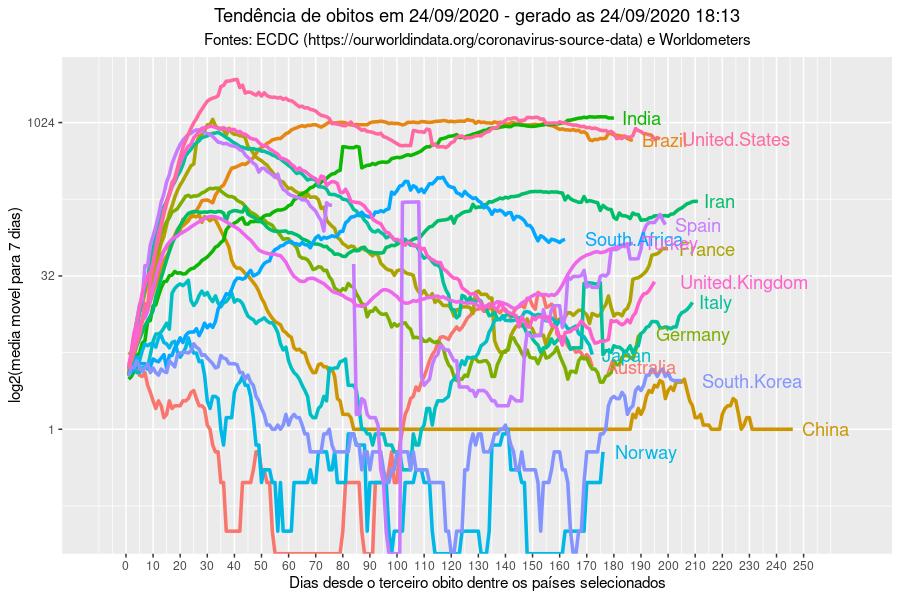 Tendência de obitos em 24/09/2020 - gerado as 24/09/2020 18:13
Fontes: ECDC (https://ourworldindata.org/coronavirus-source-data) e Worldometers
log2(media movel para 7 dias)
1024
32
1
India
Brazil
United.States
Iran
Spain
South.Africa
Turkey
France
United.Kingdom
Italy
Germany
Japan
Australia
South.Korea
China
Norway
0 10 20 30 40 50 60 70 80 90 100 110 120 130 140 150 160 170 180 190 200 210 220 230 240 250
Dias desde o terceiro obito dentre os países selecionados